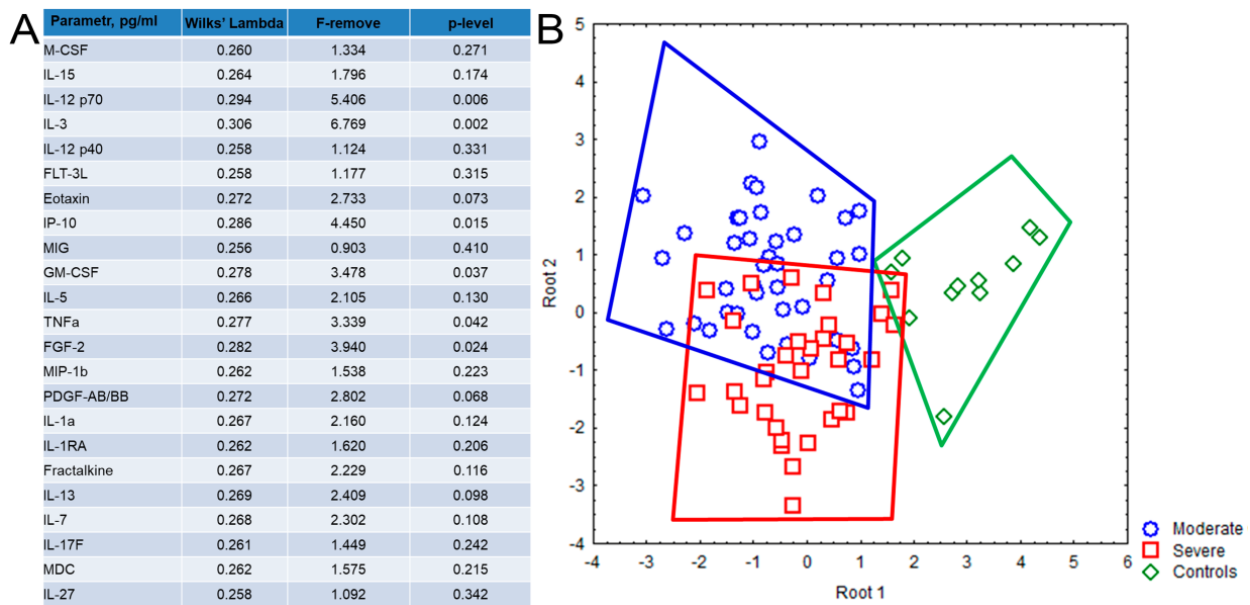 A
Parametr, pg/ml Wilks' Lambda F-remove p-level
M-CSF 0.260 1.334 0.271
IL-15 0.264 1.796 0.174
IL-12 p70 0.294 5.406 0.006
IL-3 0.306 6.769 0.002
IL-12 p40 0.258 1.124 0.331
FLT-3L 0.258 1.177 0.315
Eotaxin 0.272 2.733 0.073
IP-10 0.286 4.450 0.015
MIG 0.256 0.903 0.410
GM-CSF 0.278 3.478 0.037
IL-5 0.266 2.105 0.130
TNFa 0.277 3.339 0.042
FGF-2 0.282 3.940 0.024
MIP-1b 0.262 1.538 0.223
PDGF-AB/BB 0.272 2.802 0.068
IL-1a 0.267 2.160 0.124
IL-1RA 0.262 1.620 0.206
Fractalkine 0.267 2.229 0.116
IL-13 0.269 2.409 0.098
IL-7 0.268 2.302 0.108
IL-17F 0.261 1.449 0.242
MDC 0.262 1.575 0.215
IL-27 0.258 1.092 0.342
B
5
4
3
2
1
0
-1
-2
-3
-4
Root 2
-4 -3 -2 -1 0 1 2 3 4 5 6
Root 1
Moderate
Severe
Controls